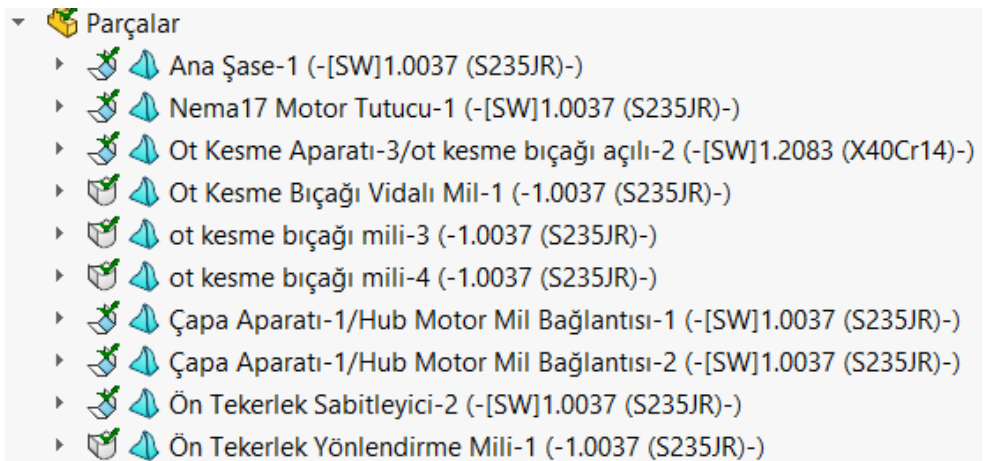 Parçalar
Ana Şase-1 (-[SW]1.0037 (S235JR)-)
Nema17 Motor Tutucu-1 (-[SW]1.0037 (S235JR)-)
Ot Kesme Aparatı-3/ot kesme bıçağı açılı-2 (-[SW]1.2083 (X40Cr14)-)
Ot Kesme Bıçağı Vidalı Mil-1 (-1.0037 (S235JR)-)
ot kesme bıçağı mili-3 (-1.0037 (S235JR)-)
ot kesme bıçağı mili-4 (-1.0037 (S235JR)-)
Çapa Aparatı-1/Hub Motor Mil Bağlantısı-1 (-[SW]1.0037 (S235JR)-)
Çapa Aparatı-1/Hub Motor Mil Bağlantısı-2 (-[SW]1.0037 (S235JR)-)
Ön Tekerlek Sabitleyici-2 (-[SW]1.0037 (S235JR)-)
Ön Tekerlek Yönlendirme Mili-1 (-1.0037 (S235JR)-)